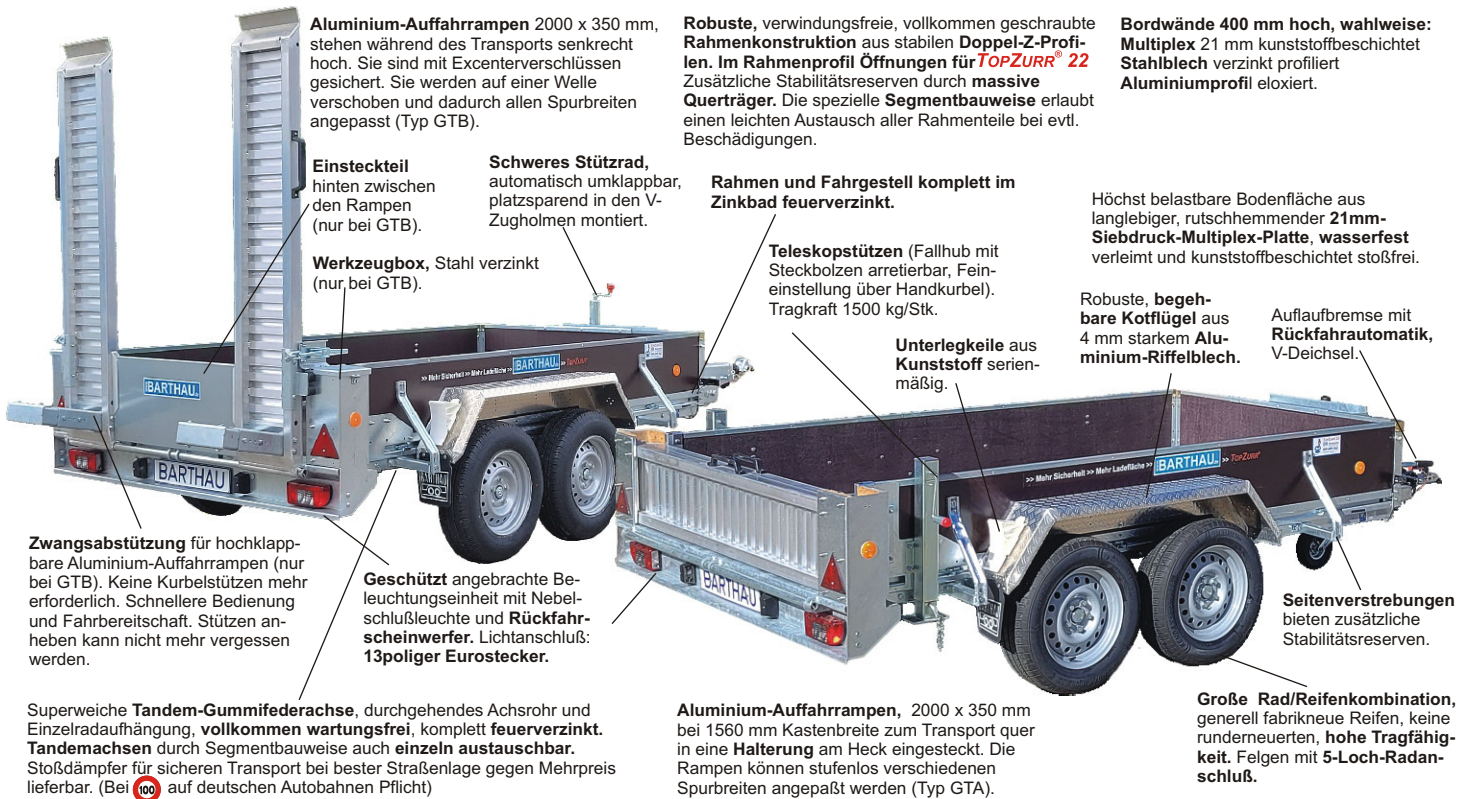 Aluminium-Auffahrrampen 2000 x 350 mm,
stehen während des Transports senkrecht
hoch. Sie sind mit Excenterverschlüssen
gesichert. Sie werden auf einer Welle
verschoben und dadurch allen Spurbreiten
angepasst (Typ GTB).
Robuste, verwindungsfreie, vollkommen geschraubte
Rahmenkonstruktion aus stabilen Doppel-Z-Profi-
len. Im Rahmenprofil Öffnungen für TOPZURR® 22
Zusätzliche Stabilitätsreserven durch massive
Querträger. Die spezielle Segmentbauweise erlaubt
einen leichten Austausch aller Rahmenteile bei evtl.
Beschädigungen.
Bordwände 400 mm hoch, wahlweise:
Multiplex 21 mm kunststoffbeschichtet
Stahlblech verzinkt profiliert
Aluminiumprofil eloxiert.
Einsteckteil
hinten zwischen
den Rampen
(nur bei GTB).
Schweres Stützrad,
automatisch umklappbar,
platzsparend in den V-
Zugholmen montiert.
Rahmen und Fahrgestell komplett im
Zinkbad feuerverzinkt.
Höchst belastbare Bodenfläche aus
langlebiger, rutschhemmender 21mm-
Siebdruck-Multiplex-Platte, wasserfest
verleimt und kunststoffbeschichtet stoßfrei.
Werkzeugbox, Stahl verzinkt
(nur bei GTB).
Teleskopstützen (Fallhub mit
Steckbolzen arretierbar, Fein-
einstellung über Handkurbel).
Tragkraft 1500 kg/Stk.
Unterlegkeile aus
Kunststoff serien-
mäßig.
Robuste, begeh-
bare Kotflügel aus
4 mm starkem Alu-
minium-Riffelblech.
Auflaufbremse mit
Rückfahrautomatik,
V-Deichsel.
BARTHAU
>> Mehr Sicherheit >> Mehr Ladefläche >> BARTHAU >> TOPZURR®
BARTHAU
>> Mehr Sicherheit >> Mehr Ladefläche >> BARTHAU >> TOPZURR®
BARTHAU
Zwangsabstützung für hochklapp-
bare Aluminium-Auffahrrampen (nur
bei GTB). Keine Kurbelstützen mehr
erforderlich. Schnellere Bedienung
und Fahrbereitschaft. Stützen an-
heben kann nicht mehr vergessen
werden.
Geschützt angebrachte Be-
leuchtungseinheit mit Nebel-
schlußleuchte und Rückfahr-
scheinwerfer. Lichtanschluß:
13poliger Eurostecker.
Seitenverstrebungen
bieten zusätzliche
Stabilitätsreserven.
Superweiche Tandem-Gummifederachse, durchgehendes Achsrohr und
Einzelradaufhängung, vollkommen wartungsfrei, komplett feuerverzinkt.
Tandemachsen durch Segmentbauweise auch einzeln austauschbar.
Stoßdämpfer für sicheren Transport bei bester Straßenlage gegen Mehrpreis
lieferbar. (Bei 100 auf deutschen Autobahnen Pflicht)
Aluminium-Auffahrrampen, 2000 x 350 mm
bei 1560 mm Kastenbreite zum Transport quer
in eine Halterung am Heck eingesteckt. Die
Rampen können stufenlos verschiedenen
Spurbreiten angepaßt werden (Typ GTA).
Große Rad/Reifenkombination,
generell fabrikneue Reifen, keine
runderneuerten, hohe Tragfähig-
keit. Felgen mit 5-Loch-Radan-
schluß.